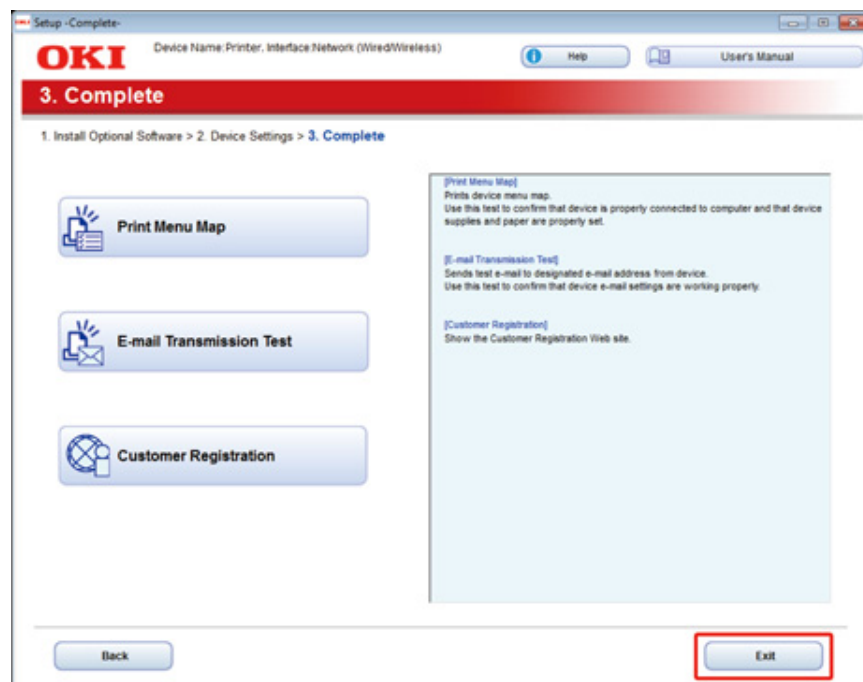 Setup -Complete-
OKI
Device Name:Printer. Interface:Network (Wired/Wireless)
Help
User's Manual
3. Complete
1. Install Optional Software > 2. Device Settings > 3. Complete
Print Menu Map
E-mail Transmission Test
Customer Registration
[Print Menu Map]
Prints device menu map.
Use this test to confirm that device is properly connected to computer and that device
supplies and paper are properly set.
[E-mail Transmission Test]
Sends test e-mail to designated e-mail address from device.
Use this test to confirm that device e-mail settings are working properly.
[Customer Registration]
Show the Customer Registration Web site.
Back
Exit